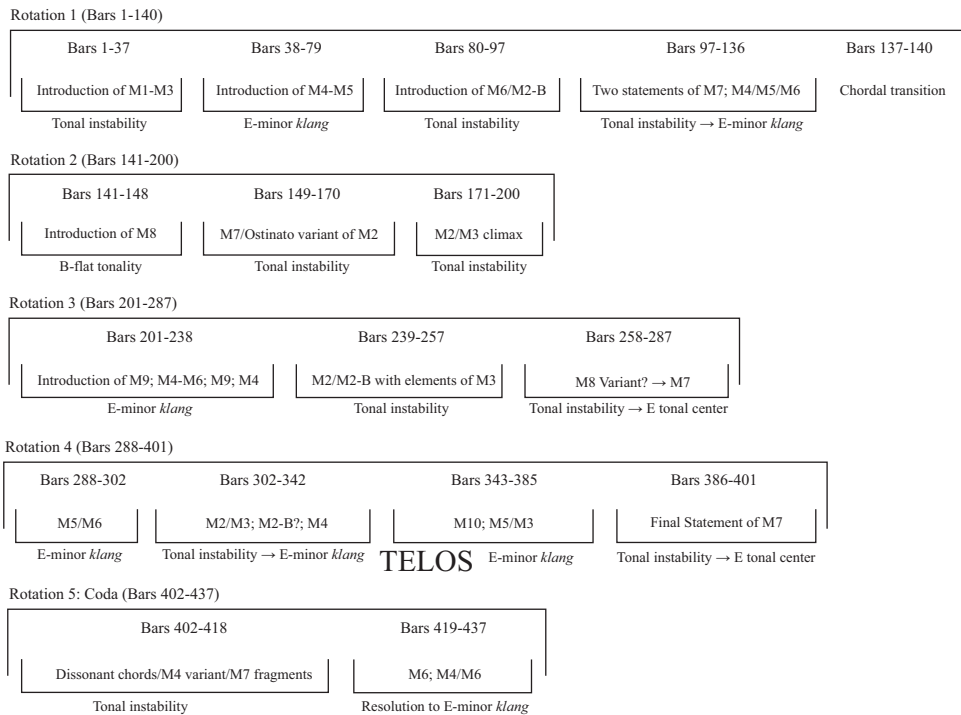 Rotation 1 (Bars 1-140)
Bars 1-37 Bars 38-79 Bars 80-97 Bars 97-136 Bars 137-140
Introduction of M1-M3 Introduction of M4-M5 Introduction of M6/M2-B Two statements of M7; M4/M5/M6 Chordal transition
Tonal instability E-minor klang Tonal instability Tonal instability → E-minor klang
Rotation 2 (Bars 141-200)
Bars 141-148 Bars 149-170 Bars 171-200
Introduction of M8 M7/Ostinato variant of M2 M2/M3 climax
B-flat tonality Tonal instability Tonal instability
Rotation 3 (Bars 201-287)
Bars 201-238 Bars 239-257 Bars 258-287
Introduction of M9; M4-M6; M9; M4 M2/M2-B with elements of M3 M8 Variant? → M7
E-minor klang Tonal instability Tonal instability → E tonal center
Rotation 4 (Bars 288-401)
Bars 288-302 Bars 302-342 Bars 343-385 Bars 386-401
M5/M6 M2/M3; M2-B?; M4 M10; M5/M3 Final Statement of M7
E-minor klang Tonal instability → E-minor klang TELOS E-minor klang Tonal instability → E tonal center
Rotation 5: Coda (Bars 402-437)
Bars 402-418 Bars 419-437
Dissonant chords/M4 variant/M7 fragments M6; M4/M6
Tonal instability Resolution to E-minor klang